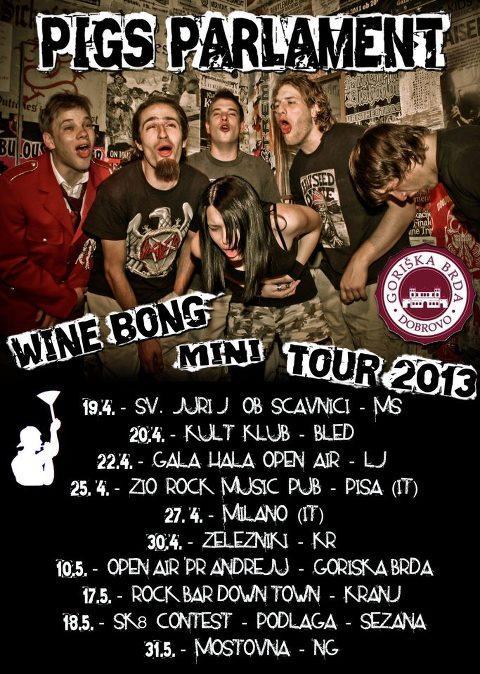 PIGS PARLAMENT
GORIŠKA BRDA
DOBROVO
WINE BONG
MINI
TOUR 2013
19.4. - SV. JURIJ OB SCAVNICI - MS
20.4. - KULT KLUB - BLED
22.4. - GALA HALA OPEN AIR - LJ
25. 4. - ZIO ROCK MUSIC PUB - PISA (IT)
27. 4. - MILANO (IT)
30.4. - ZELEZNIKI - KR
10.5. - OPEN AIR 'PR ANDREJU - GORISKA BRDA
17.5. - ROCK BAR DOWN TOWN - KRANJ
18.5. - SK8 CONTEST - PODLAGA - SEZANA
31.5. - MOSTOVNA - NG